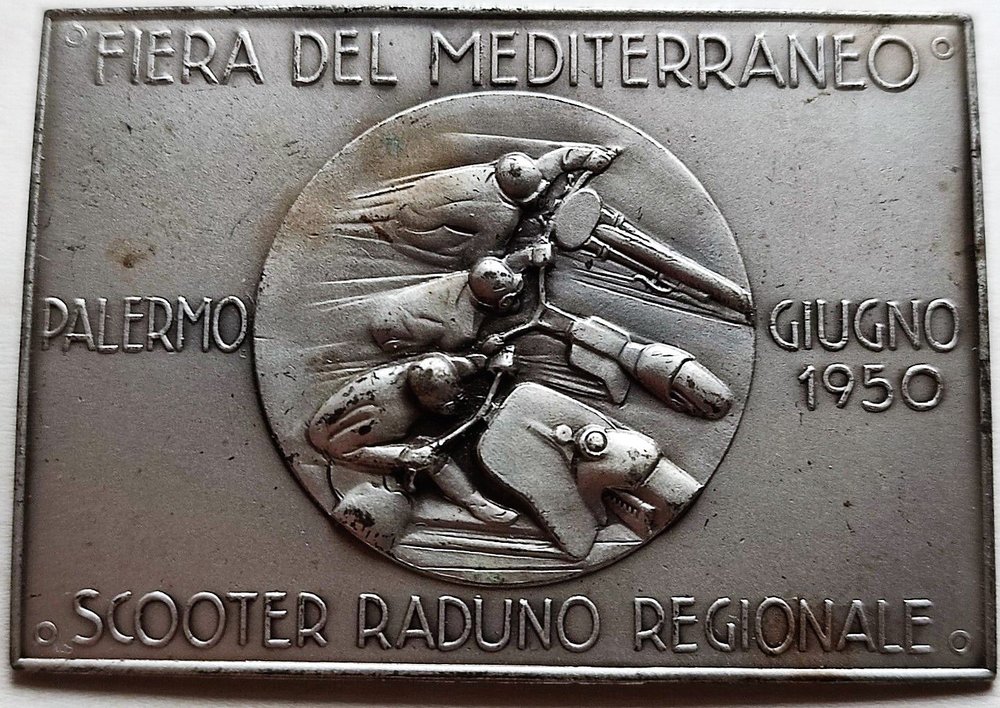 FIERA DEL MEDITERRANEO
PALERMO
GIUGNO
1950
SCOOTER RADUNO REGIONALE